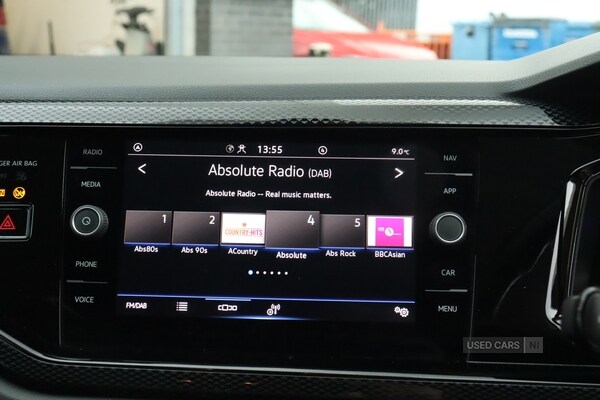 GER AIR BAG
RADIO
MEDIA
PHONE
VOICE
13:55
9.0°C
Absolute Radio (DAB)
Absolute Radio -- Real music matters.
1
2
COUNTRY HITS
4
5
Abs80s
Abs 90s
ACountry
Absolute
Abs Rock
BBCAsian
FM/DAB
NAV
APP
CAR
MENU
USED CARS NI